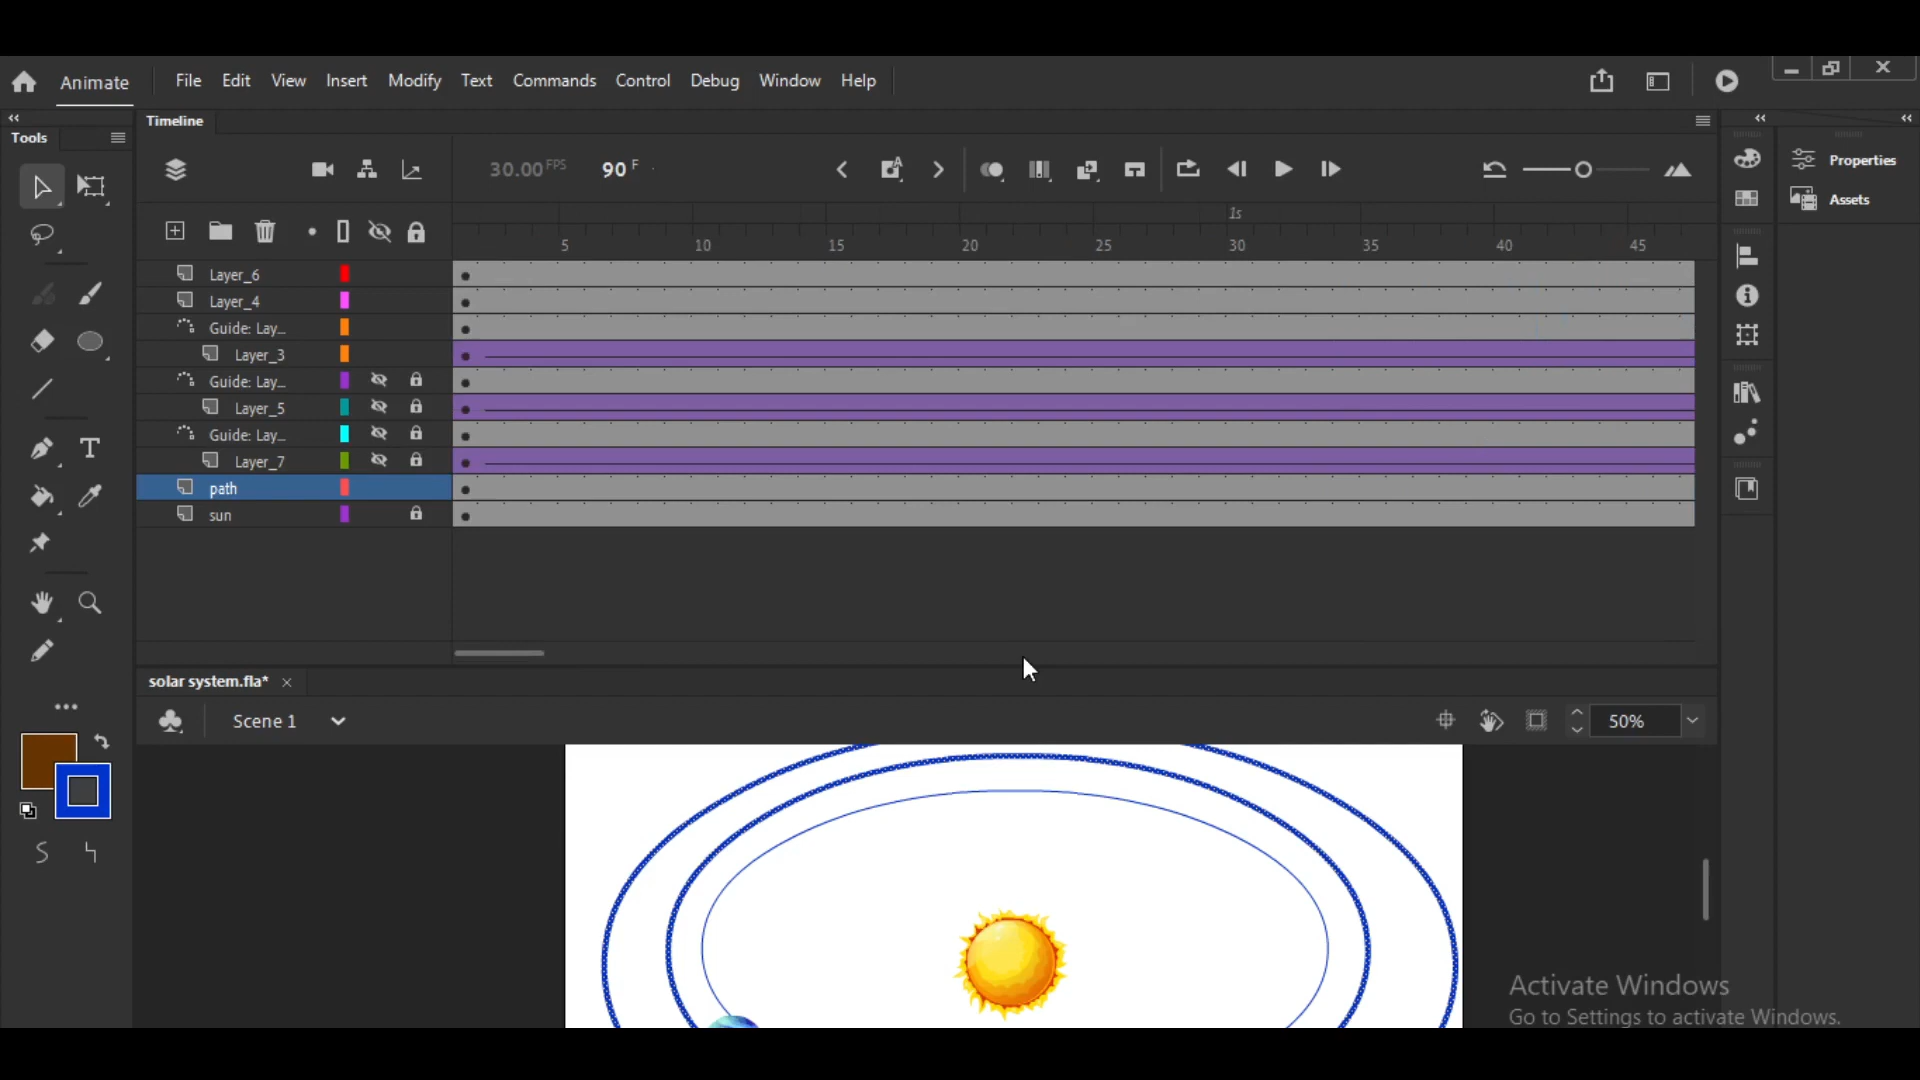 Animate File Edit View Insert Modify Text Commands Control Debug Window Help
Tools
Timeline
30.00 FPS 90 F
Properties
Assets
1s
5 10 15 20 25 30 35 40 45
Layer_6
Layer_4
Guide: Lay...
Layer_3
Guide: Lay...
Layer_5
Guide: Lay...
Layer_7
path
sun
solar system.fla*
Scene 1
50%
Activate Windows
Go to Settings to activate Windows.